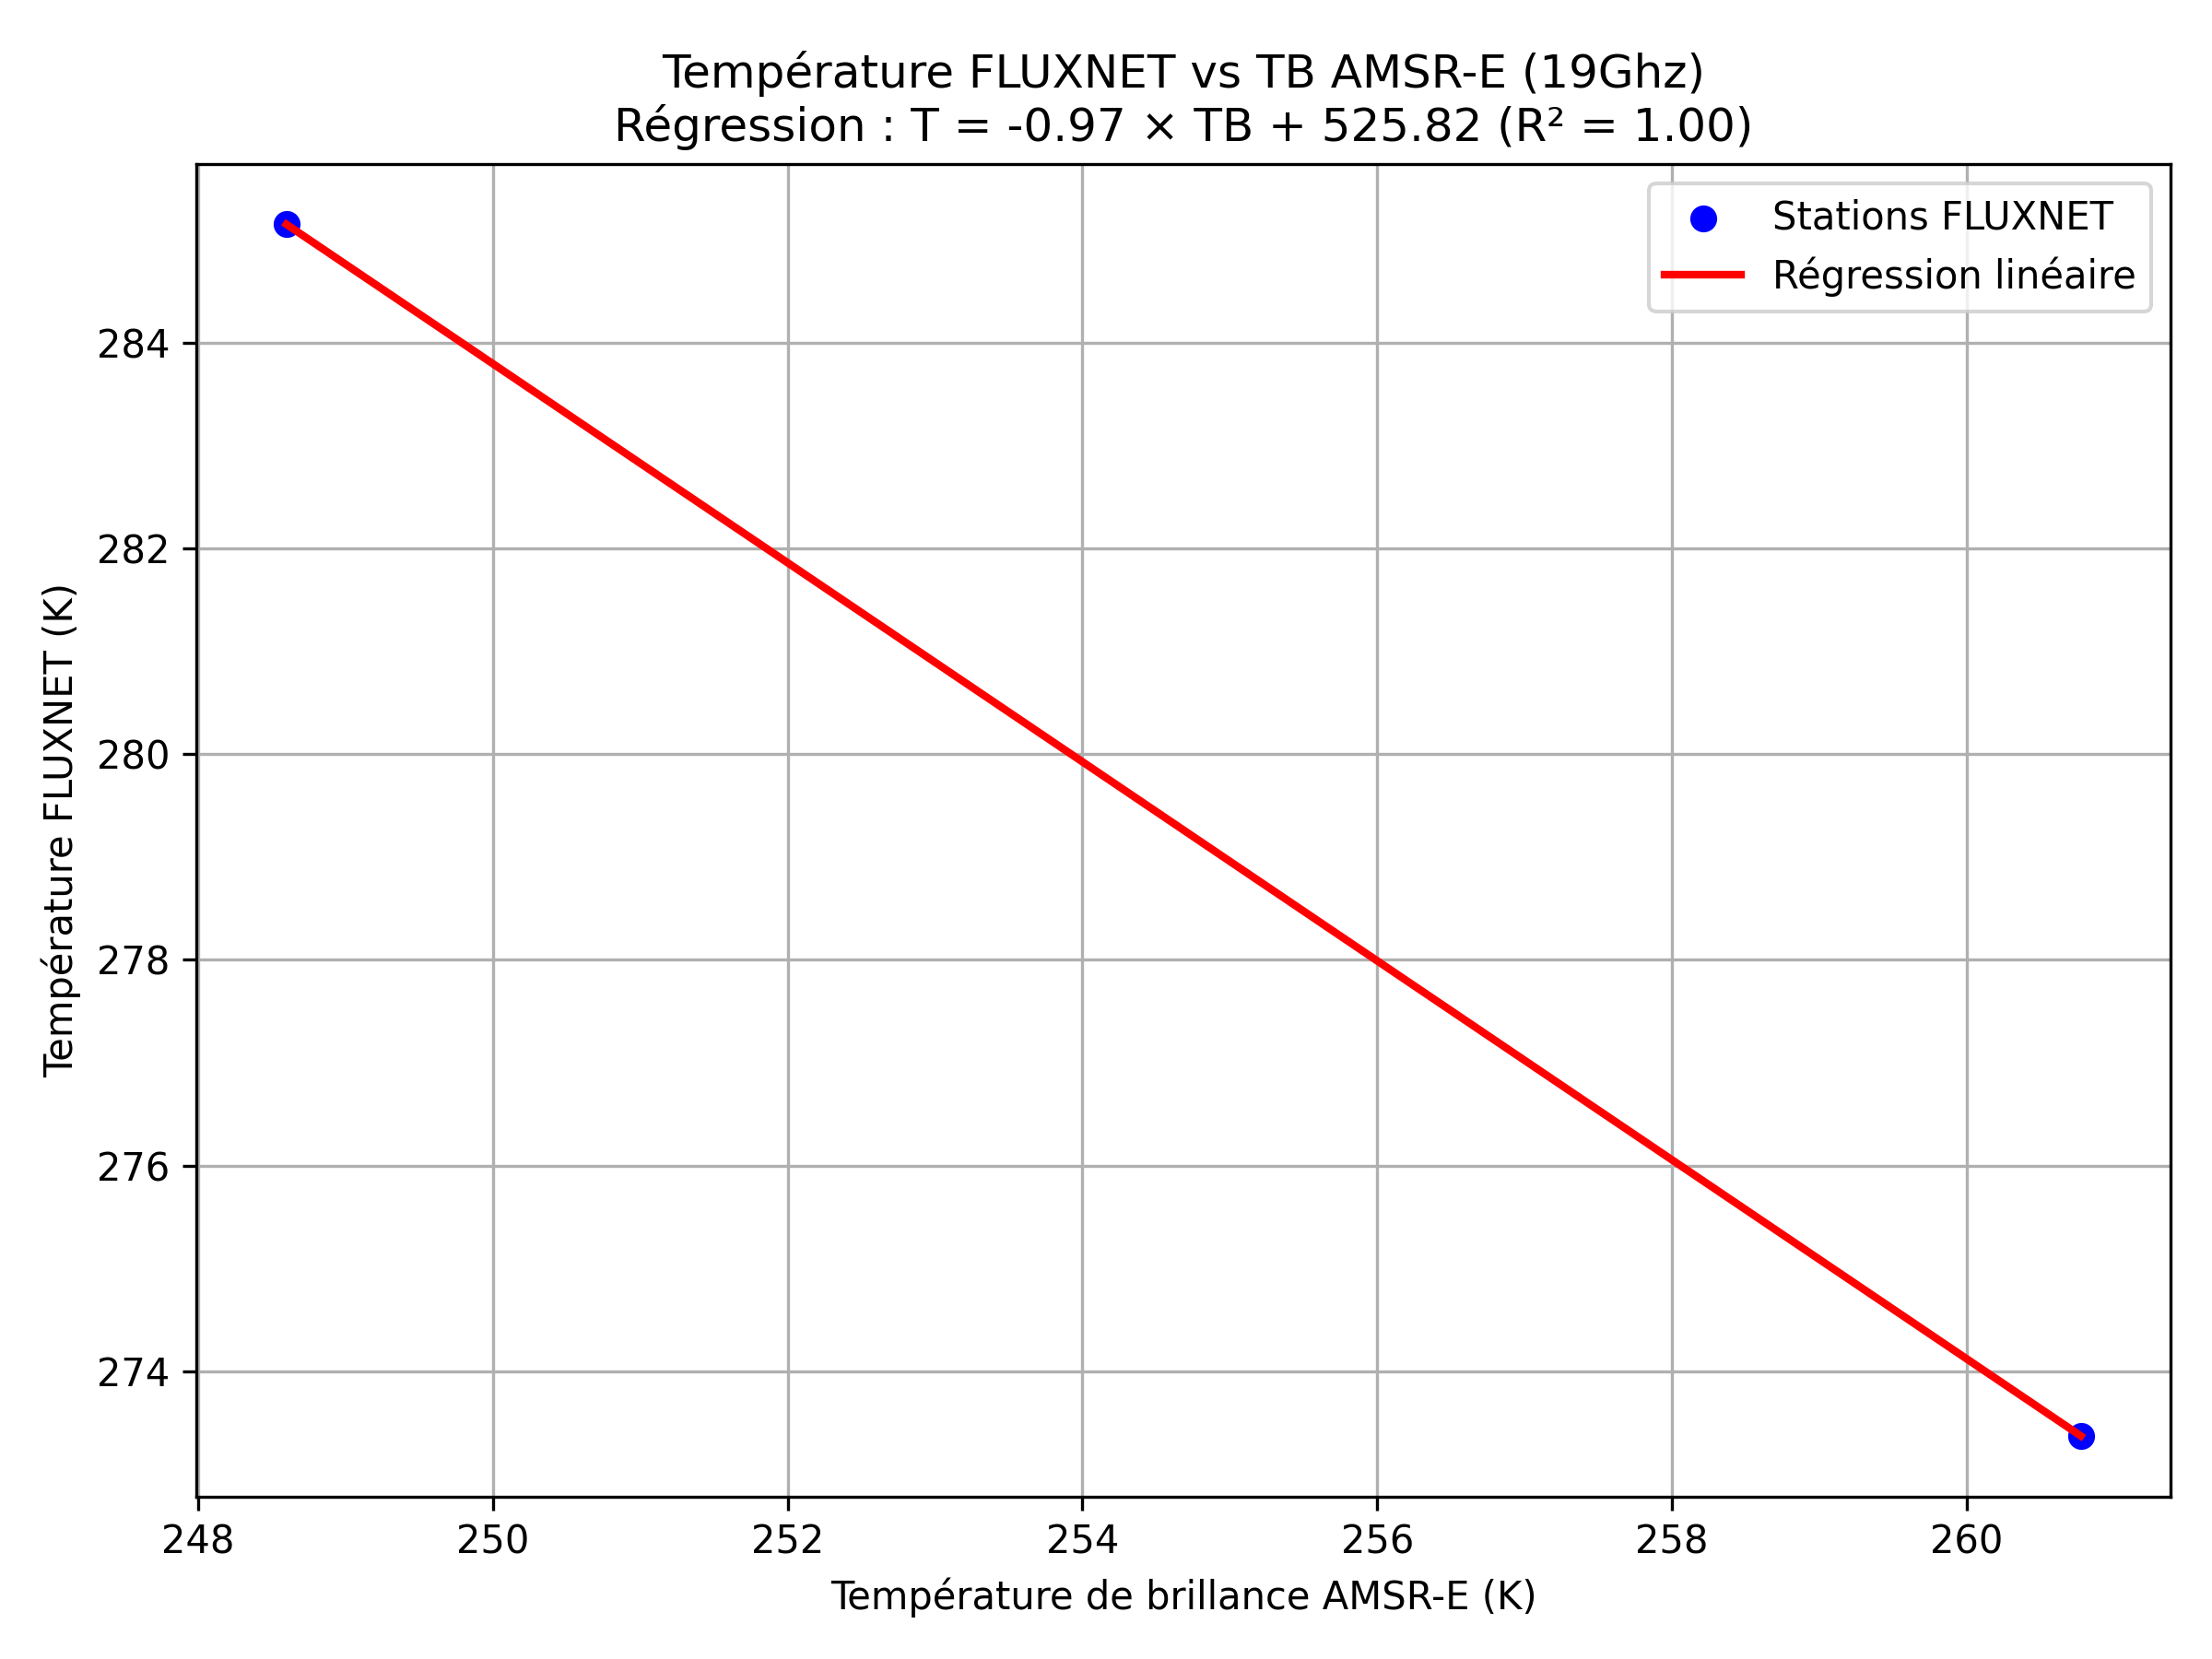 Température FLUXNET vs TB AMSR-E (19Ghz)
Régression : T = -0.97 × TB + 525.82 (R² = 1.00)
Stations FLUXNET
Régression linéaire
Température FLUXNET (K)
284
282
280
278
276
274
248 250 252 254 256 258 260
Température de brillance AMSR-E (K)